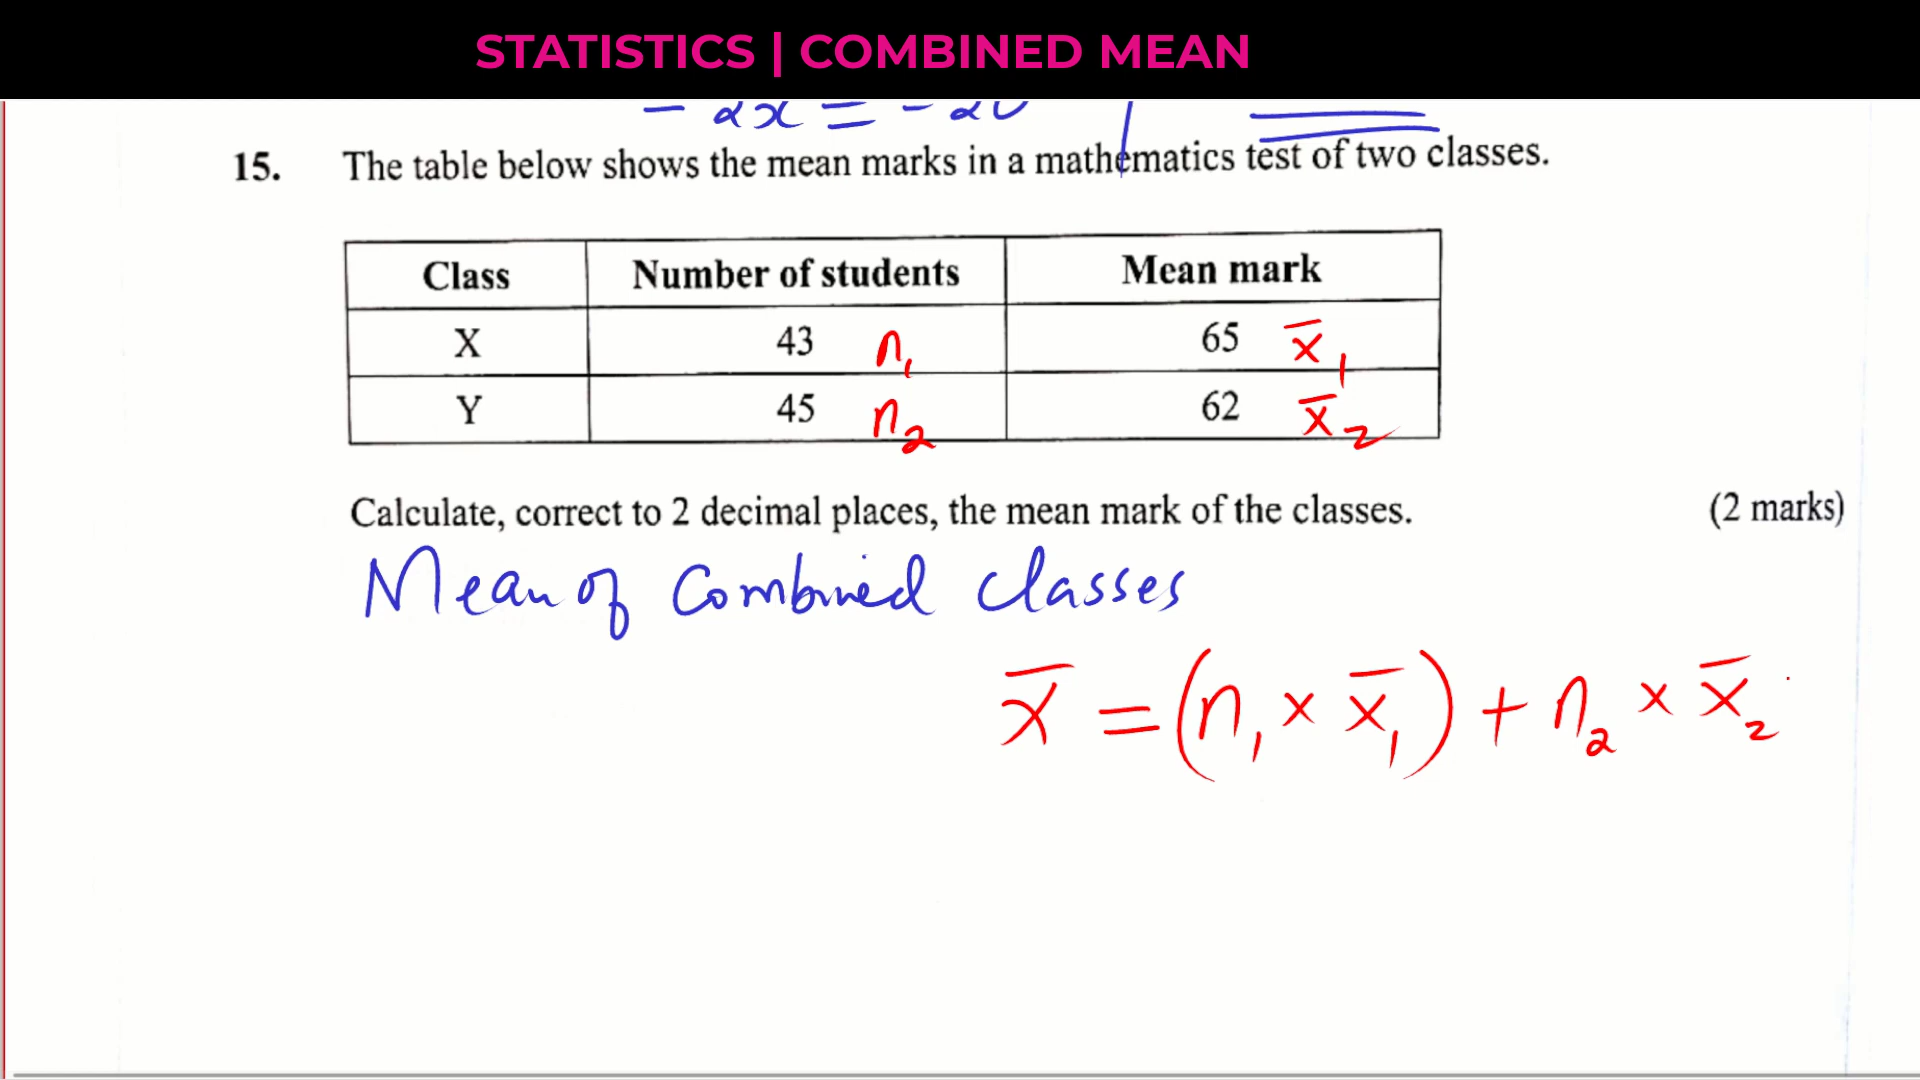 STATISTICS | COMBINED MEAN
- 2x = - 20
15. The table below shows the mean marks in a mathematics test of two classes.
Class Number of students Mean mark
X 43 n₁ 65 x̄₁
Y 45 n₂ 62 x̄₂
Calculate, correct to 2 decimal places, the mean mark of the classes. (2 marks)
Mean of Combined classes
x̄ = (n₁ × x̄₁) + n₂ × x̄₂